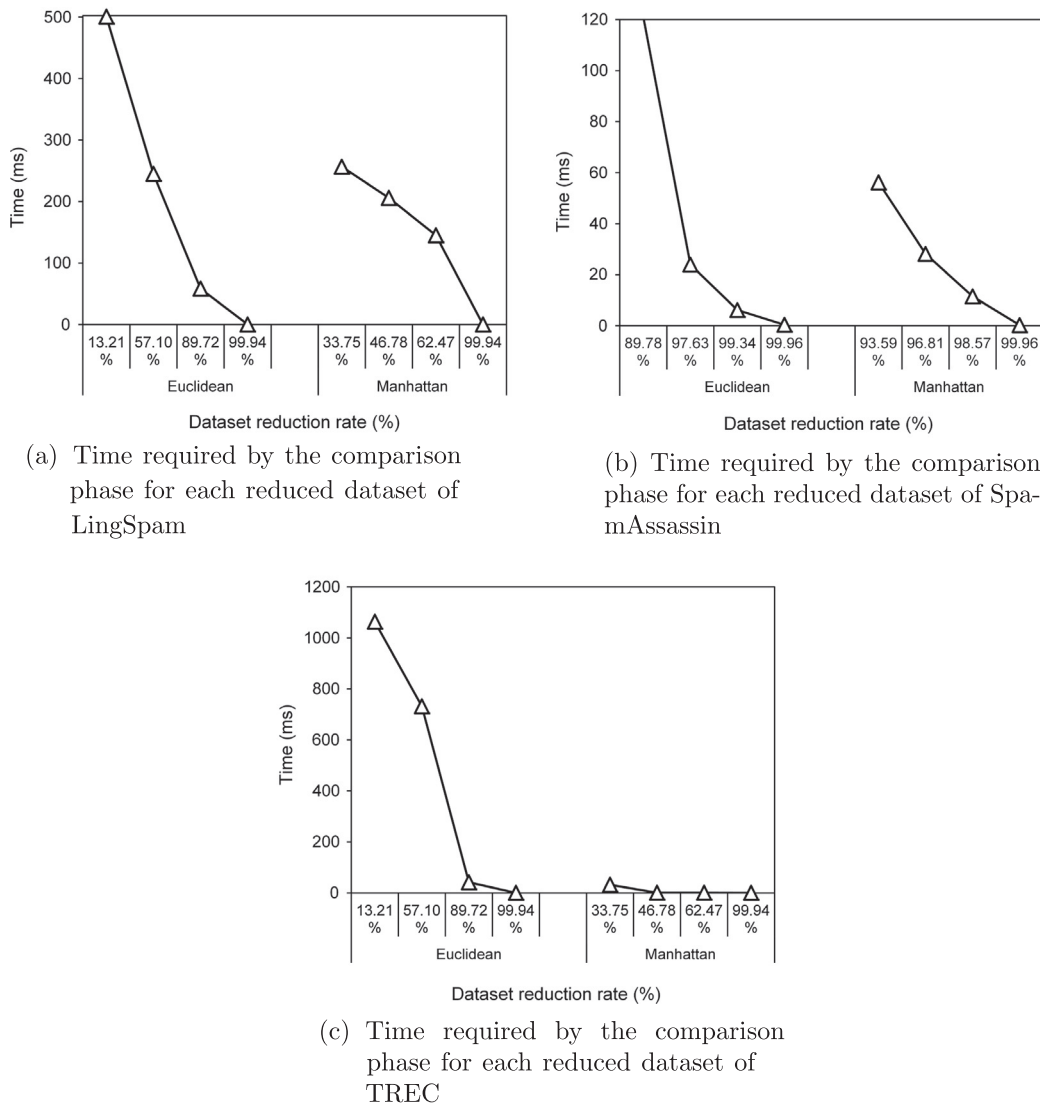 500
400
300
200
100
0
Time (ms)
13.21 % 57.10 % 89.72 % 99.94 % 33.75 % 46.78 % 62.47 % 99.94 %
Euclidean Manhattan
Dataset reduction rate (%)
(a) Time required by the comparison
phase for each reduced dataset of
LingSpam
120
100
80
60
40
20
0
Time (ms)
89.78 % 97.63 % 99.34 % 99.96 % 93.59 % 96.81 % 98.57 % 99.96 %
Euclidean Manhattan
Dataset reduction rate (%)
(b) Time required by the comparison
phase for each reduced dataset of Spa-
mAssassin
1200
1000
800
600
400
200
0
Time (ms)
13.21 % 57.10 % 89.72 % 99.94 % 33.75 % 46.78 % 62.47 % 99.94 %
Euclidean Manhattan
Dataset reduction rate (%)
(c) Time required by the comparison
phase for each reduced dataset of
TREC